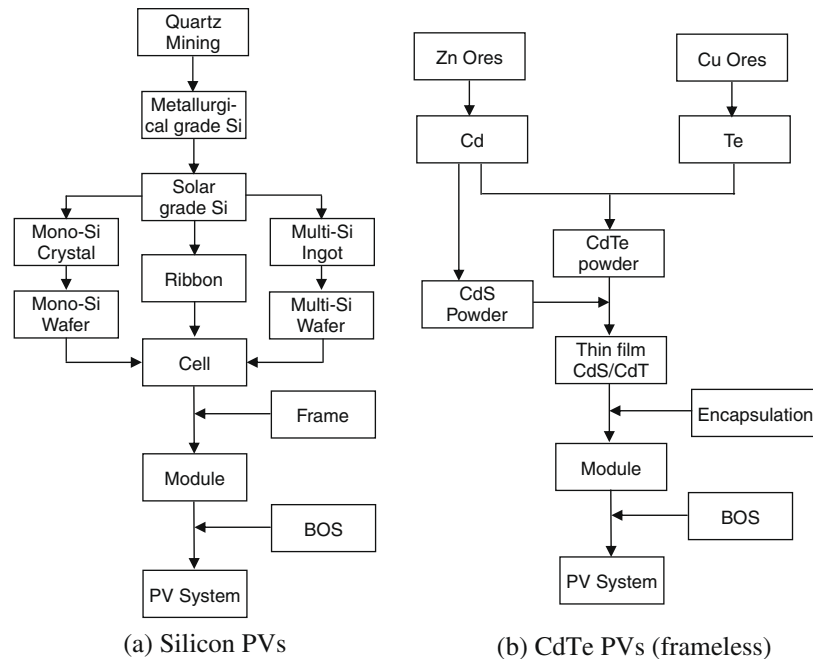 Quartz
Mining
Metallurgi-
cal grade Si
Solar
grade Si
Mono-Si
Crystal
Multi-Si
Ingot
Ribbon
Mono-Si
Wafer
Multi-Si
Wafer
Cell
Frame
Module
BOS
PV System
(a) Silicon PVs
Zn Ores
Cu Ores
Cd
Te
CdTe
powder
CdS
Powder
Thin film
CdS/CdT
Encapsulation
Module
BOS
PV System
(b) CdTe PVs (frameless)